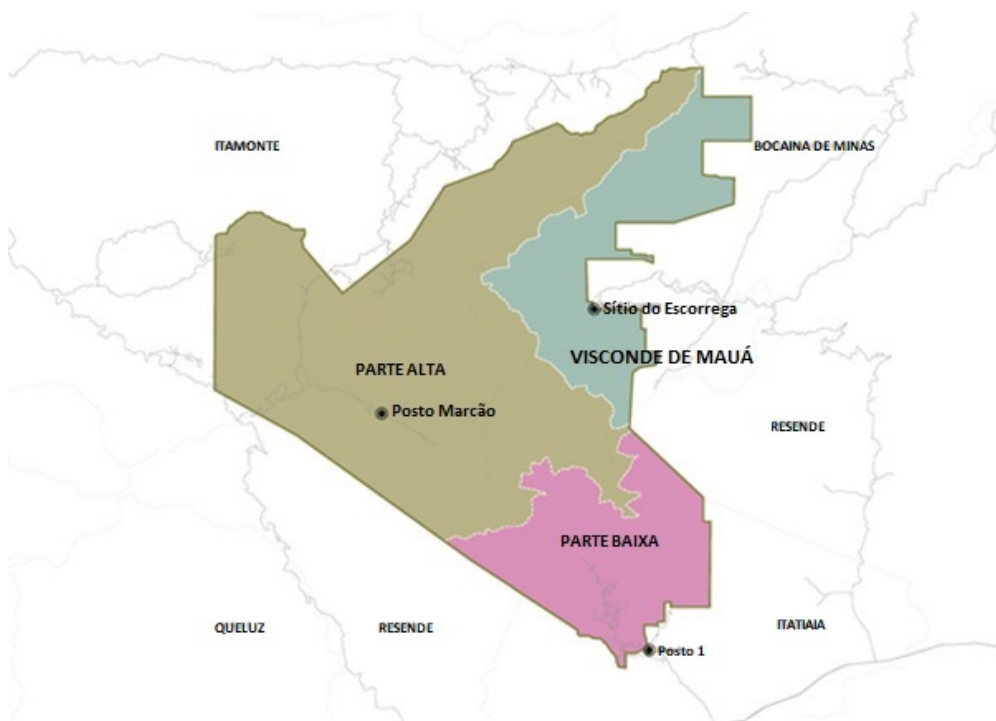 ITAMONTE
BOCAINA DE MINAS
Sítio do Escorrega
VISCONDE DE MAUÁ
PARTE ALTA
Posto Marcão
RESENDE
PARTE BAIXA
QUELUZ
RESENDE
ITATIAIA
Posto 1